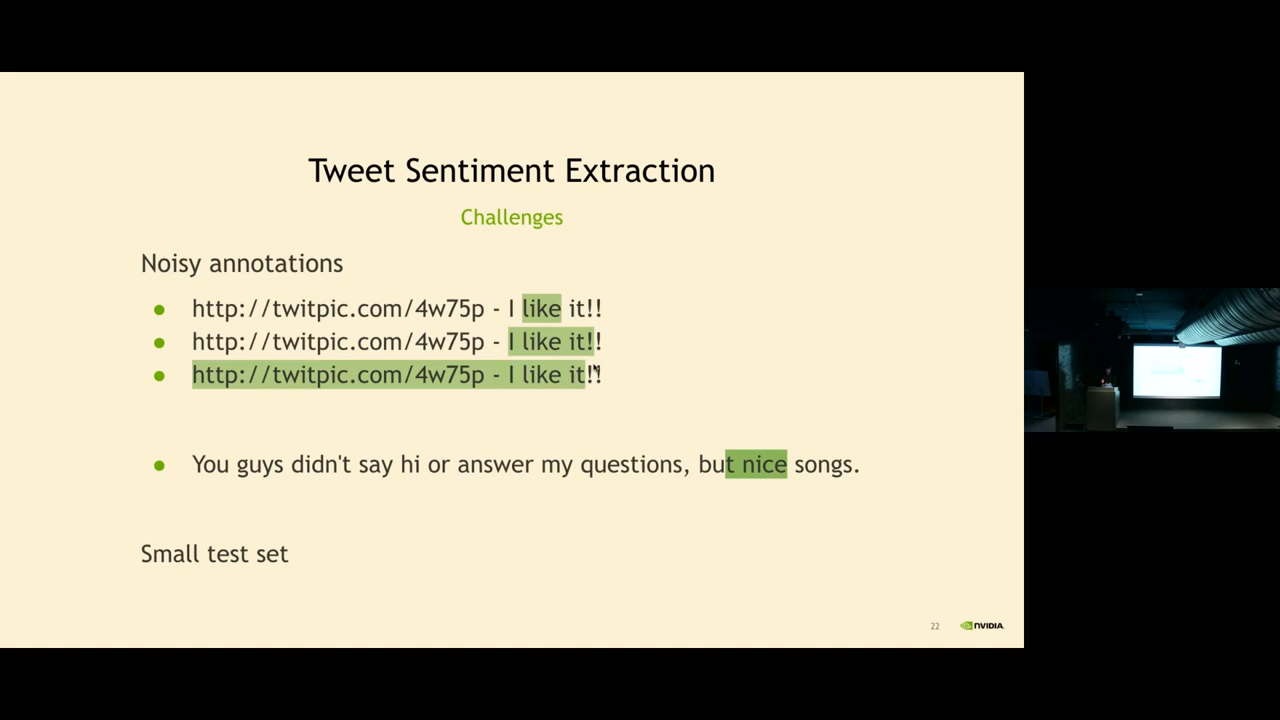 Tweet Sentiment Extraction
Challenges
Noisy annotations
http://twitpic.com/4w75p - I like it!!
http://twitpic.com/4w75p - I like it!!
http://twitpic.com/4w75p - I like it!!
You guys didn't say hi or answer my questions, but nice songs.
Small test set
22
NVIDIA